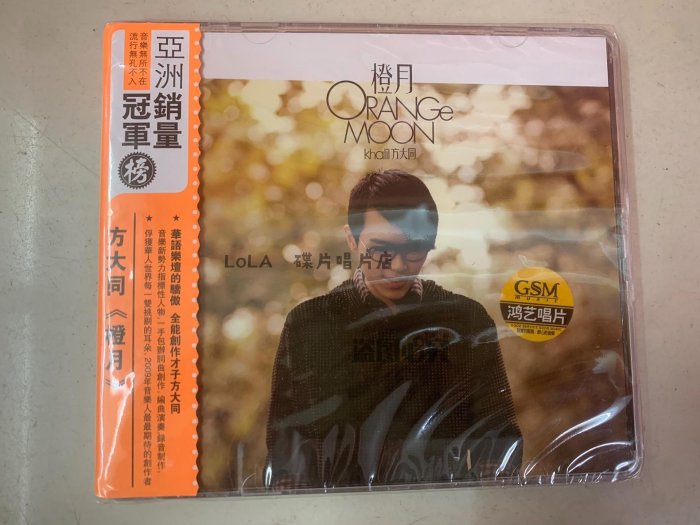 亞洲銷量
冠軍榜
音樂無所不在
流行無孔不入
方大同《橙月》
★ 華語樂壇的驕傲 全能創作才子方大同
音樂新勢力指標性人物,一手包辦詞曲創作,編曲演奏,錄音製作,
★ 俘獲華人世界每一雙挑剔的耳朵,2009年音樂人最最期待的創作者
橙月
ORANGe
MOON
khalil方大同
LoLA 碟片唱片店
GSM
MUSIC
鸿艺唱片